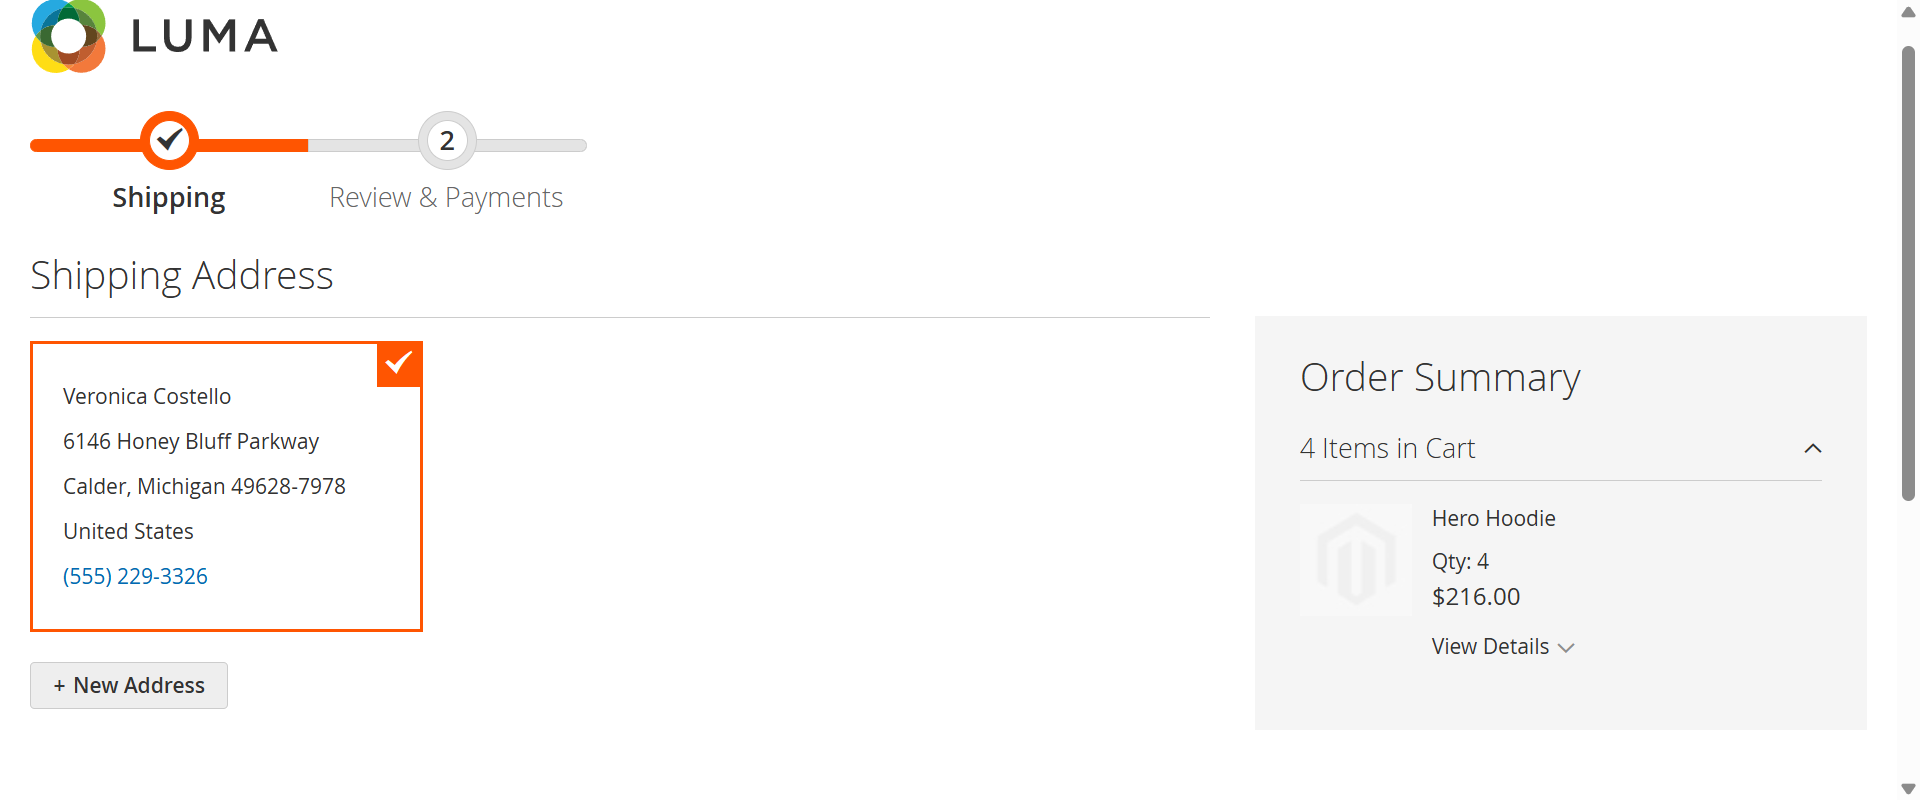 LUMA
2
Shipping
Review & Payments
Shipping Address
Veronica Costello
6146 Honey Bluff Parkway
Calder, Michigan 49628-7978
United States
(555) 229-3326
+ New Address
Order Summary
4 Items in Cart
Hero Hoodie
Qty: 4
$216.00
View Details